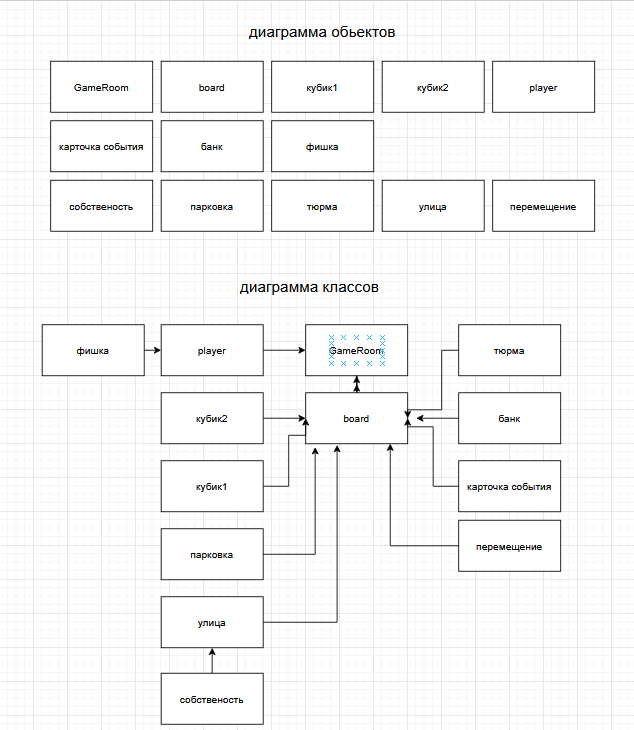 диаграмма обьектов
GameRoom board кубик1 кубик2 player
карточка события банк фишка
собственость парковка тюрма улица перемещение
диаграмма классов
фишка player GameRoom тюрма
кубик2 board банк
кубик1 карточка события
парковка перемещение
улица
собственость